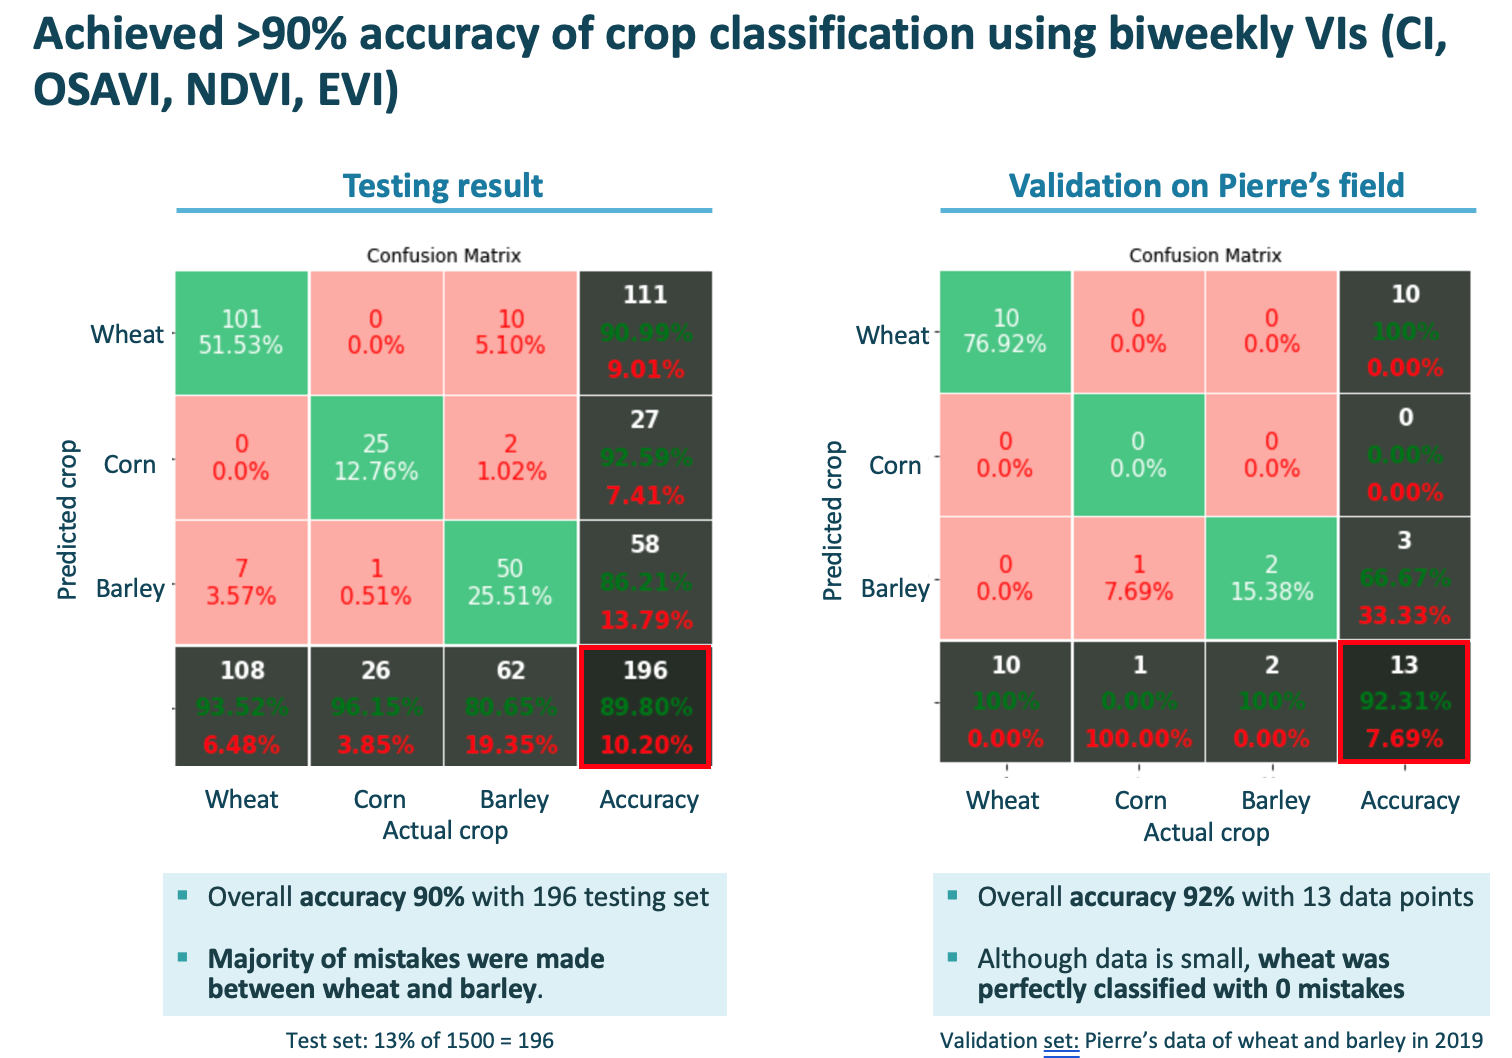 Achieved >90% accuracy of crop classification using biweekly VIs (CI,
OSAVI, NDVI, EVI)
Testing result
Confusion Matrix
Predicted crop
Wheat
101
51.53%
0
0.0%
10
5.10%
111
90.99%
9.01%
Corn
0
0.0%
25
12.76%
2
1.02%
27
92.59%
7.41%
Barley
7
3.57%
1
0.51%
50
25.51%
58
86.21%
13.79%
108
93.52%
6.48%
26
96.15%
3.85%
62
80.65%
19.35%
196
89.80%
10.20%
Wheat
Corn
Barley
Accuracy
Actual crop
▪ Overall accuracy 90% with 196 testing set
▪ Majority of mistakes were made
between wheat and barley.
Test set: 13% of 1500 = 196
Validation on Pierre’s field
Confusion Matrix
Predicted crop
Wheat
10
76.92%
0
0.0%
0
0.0%
10
100%
0.00%
Corn
0
0.0%
0
0.0%
0
0.0%
0
0.00%
0.00%
Barley
0
0.0%
1
7.69%
2
15.38%
3
66.67%
33.33%
10
100%
0.00%
1
0.00%
100.00%
2
100%
0.00%
13
92.31%
7.69%
Wheat
Corn
Barley
Accuracy
Actual crop
▪ Overall accuracy 92% with 13 data points
▪ Although data is small, wheat was
perfectly classified with 0 mistakes
Validation set: Pierre’s data of wheat and barley in 2019